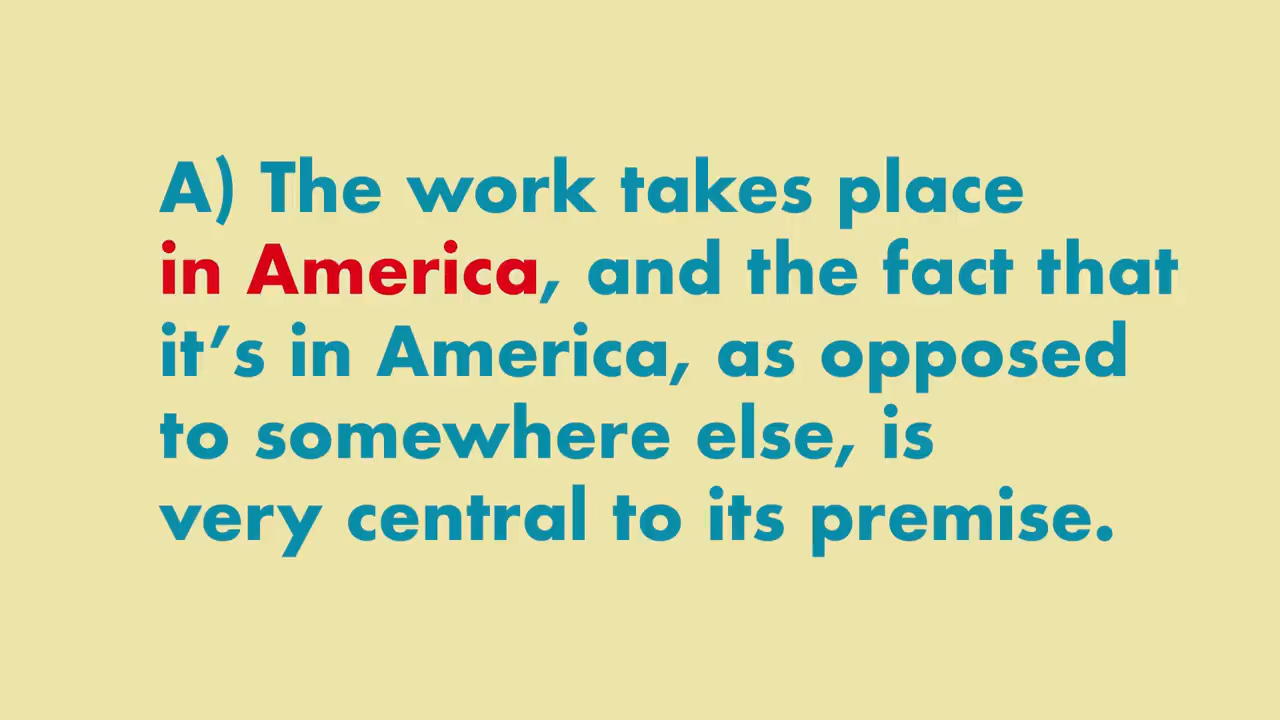 A) The work takes place
in America, and the fact that
it’s in America, as opposed
to somewhere else, is
very central to its premise.